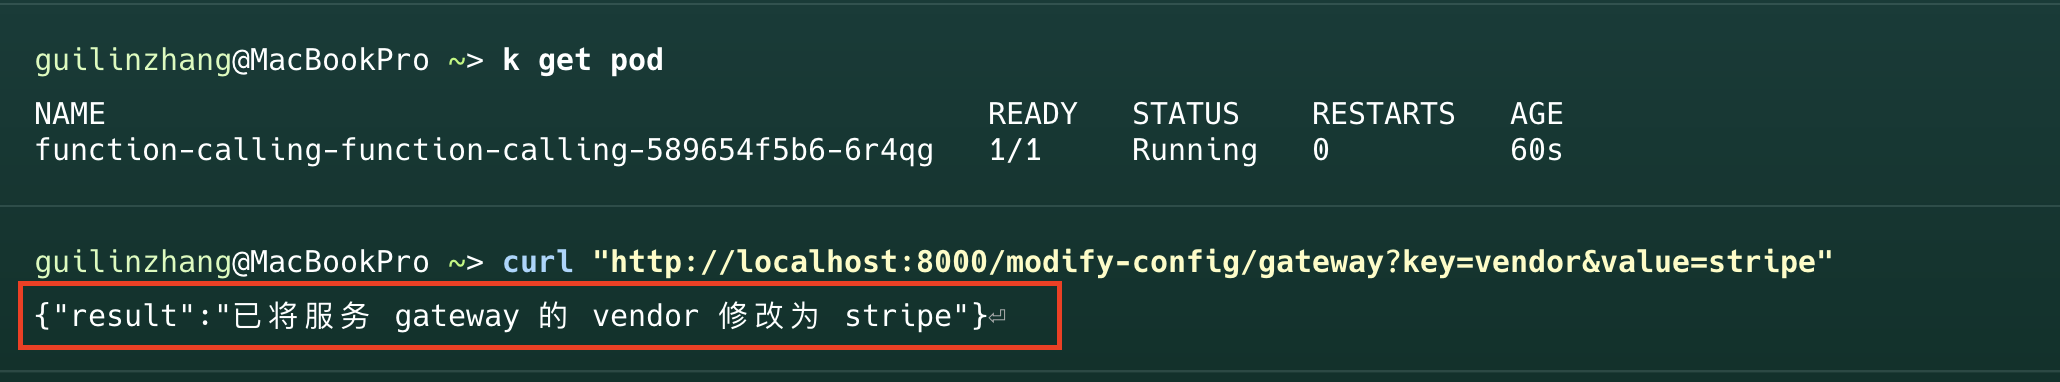 guilinzhang@MacBookPro ~> k get pod
NAME READY STATUS RESTARTS AGE
function-calling-function-calling-589654f5b6-6r4qg 1/1 Running 0 60s
guilinzhang@MacBookPro ~> curl "http://localhost:8000/modify-config/gateway?key=vendor&value=stripe"
{"result":"已将服务 gateway 的 vendor 修改为 stripe"}⏎